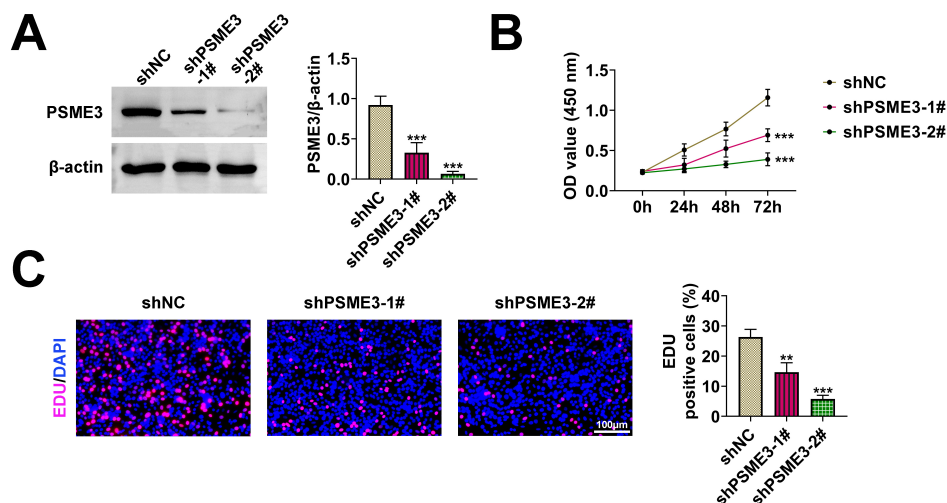 A
shNC
shPSME3
-1#
shPSME3
-2#
PSME3
β-actin
PSME3/β-actin
1.5
1.0
0.5
0.0
***
***
shNC
shPSME3-1#
shPSME3-2#
B
OD value (450 nm)
1.5
1.0
0.5
0.0
0h 24h 48h 72h
***
***
shNC
shPSME3-1#
shPSME3-2#
C
EDU/DAPI
shNC
shPSME3-1#
shPSME3-2#
100μm
EDU
positive cells (%)
40
30
20
10
0
**
***
shNC
shPSME3-1#
shPSME3-2#